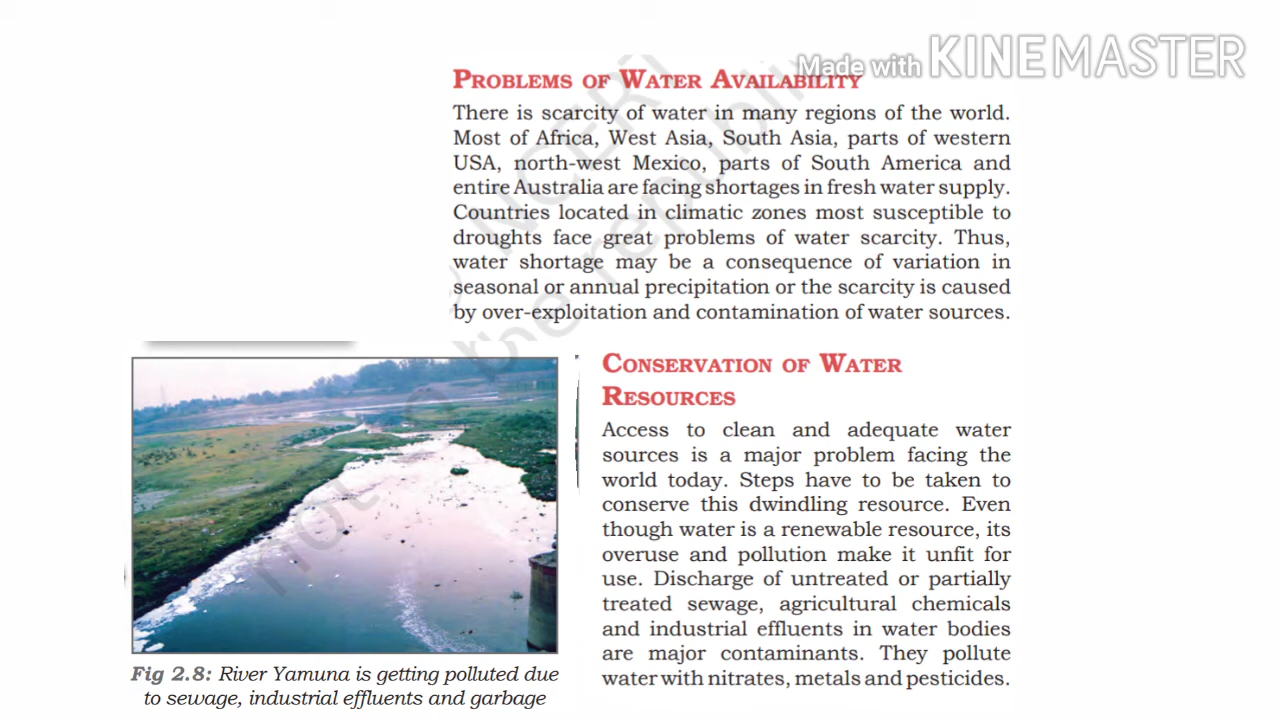 Made with KINEMASTER
PROBLEMS OF WATER AVAILABILITY
There is scarcity of water in many regions of the world.
Most of Africa, West Asia, South Asia, parts of western
USA, north-west Mexico, parts of South America and
entire Australia are facing shortages in fresh water supply.
Countries located in climatic zones most susceptible to
droughts face great problems of water scarcity. Thus,
water shortage may be a consequence of variation in
seasonal or annual precipitation or the scarcity is caused
by over-exploitation and contamination of water sources.
CONSERVATION OF WATER
RESOURCES
Access to clean and adequate water
sources is a major problem facing the
world today. Steps have to be taken to
conserve this dwindling resource. Even
though water is a renewable resource, its
overuse and pollution make it unfit for
use. Discharge of untreated or partially
treated sewage, agricultural chemicals
and industrial effluents in water bodies
are major contaminants. They pollute
water with nitrates, metals and pesticides.
Fig 2.8: River Yamuna is getting polluted due
to sewage, industrial effluents and garbage